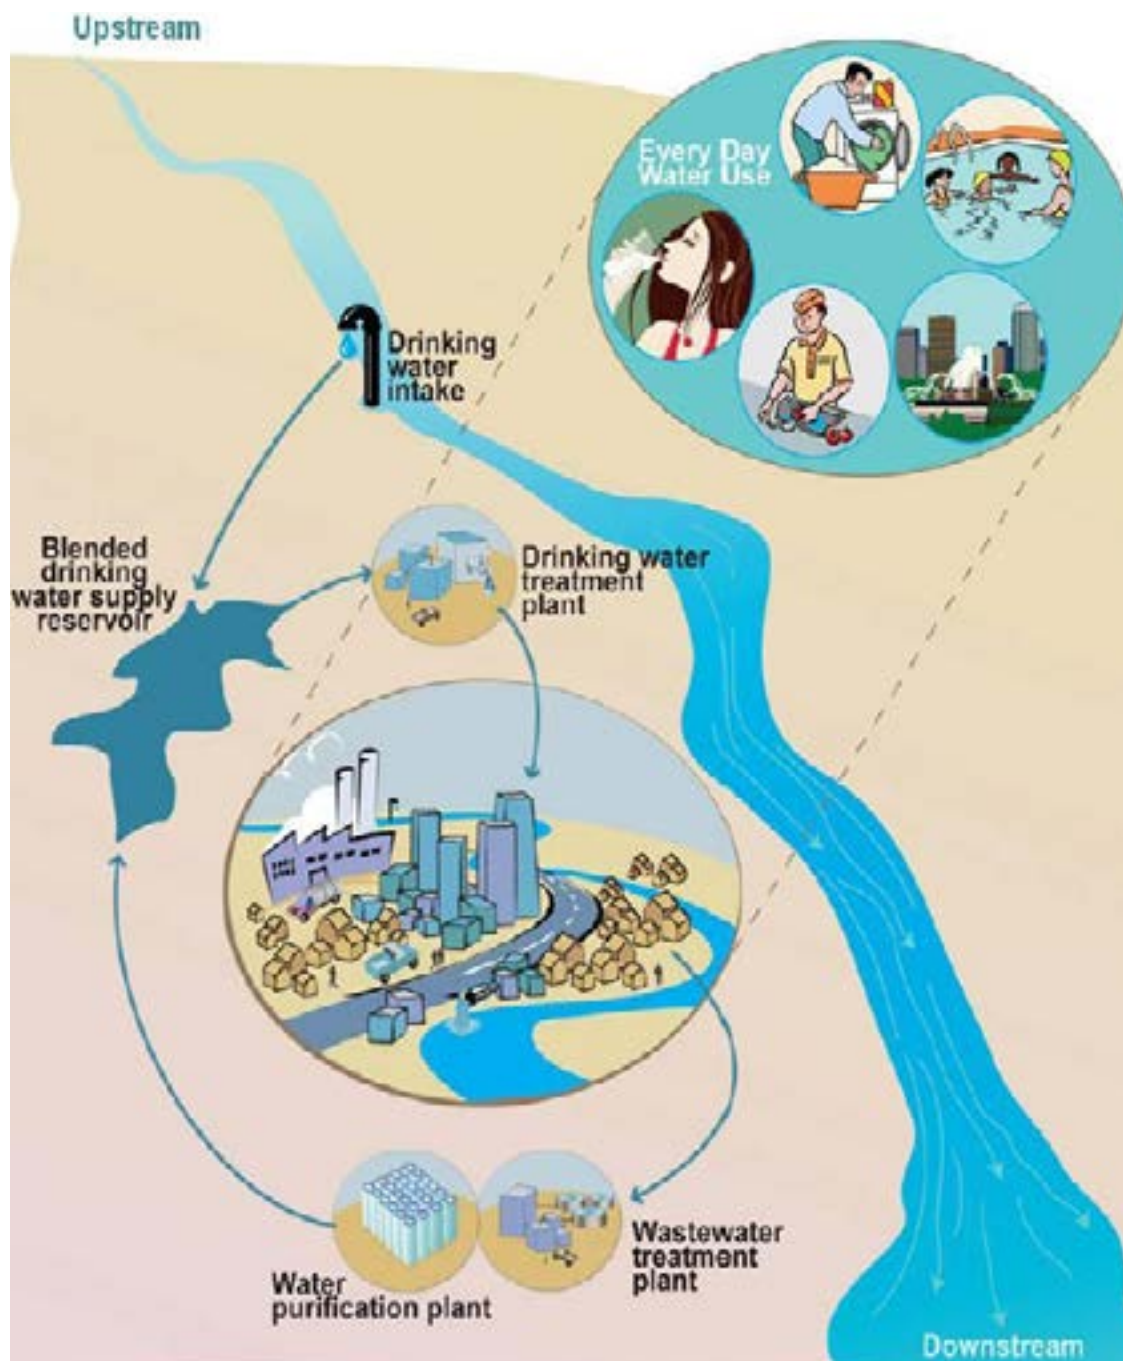 Upstream
Every Day
Water Use
Drinking
water
intake
Blended
drinking
water supply
reservoir
Drinking water
treatment
plant
Wastewater
treatment
plant
Water
purification plant
Downstream